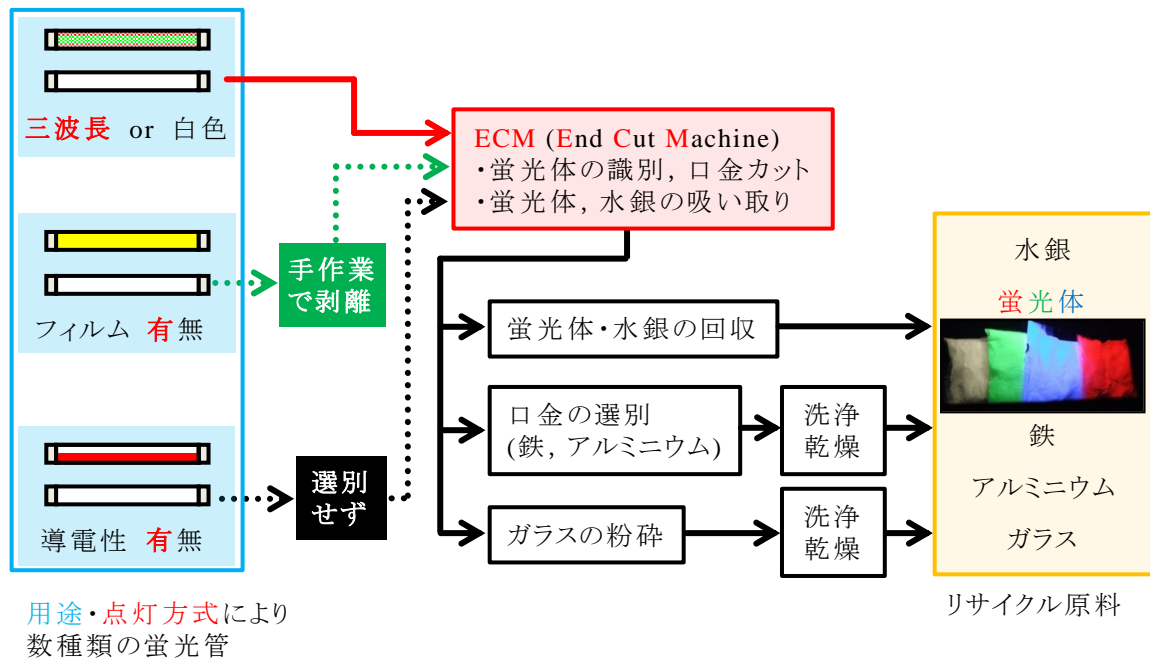 三波長 or 白色
フィルム 有無
導電性 有無
用途・点灯方式により
数種類の蛍光管
手作業
で剥離
選別
せず
ECM (End Cut Machine)
・蛍光体の識別, 口金カット
・蛍光体, 水銀の吸い取り
蛍光体・水銀の回収
口金の選別
(鉄, アルミニウム)
洗浄
乾燥
ガラスの粉砕
洗浄
乾燥
水銀
蛍光体
鉄
アルミニウム
ガラス
リサイクル原料